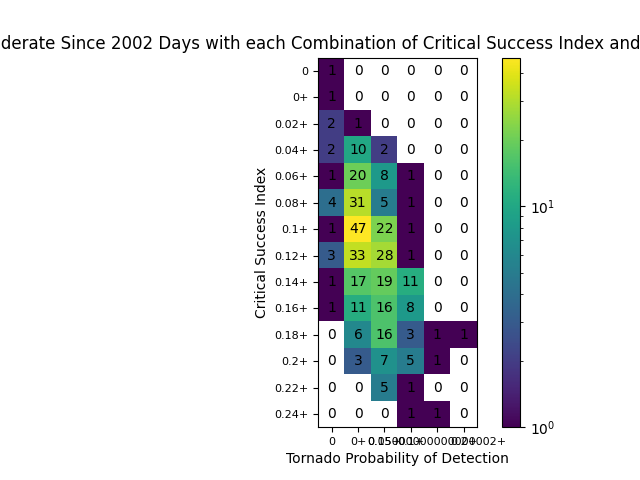 derate Since 2002 Days with each Combination of Critical Success Index and
0 1 0 0 0 0 0
0+ 1 0 0 0 0 0
0.02+ 2 1 0 0 0 0
0.04+ 2 10 2 0 0 0
0.06+ 1 20 8 1 0 0
0.08+ 4 31 5 1 0 0
0.1+ 1 47 22 1 0 0
0.12+ 3 33 28 1 0 0
0.14+ 1 17 19 11 0 0
0.16+ 1 11 16 8 0 0
0.18+ 0 6 16 3 1 1
0.2+ 0 3 7 5 1 0
0.22+ 0 0 5 1 0 0
0.24+ 0 0 0 1 1 0
Critical Success Index
10¹
10⁰
0 0+
Tornado Probability of Detection